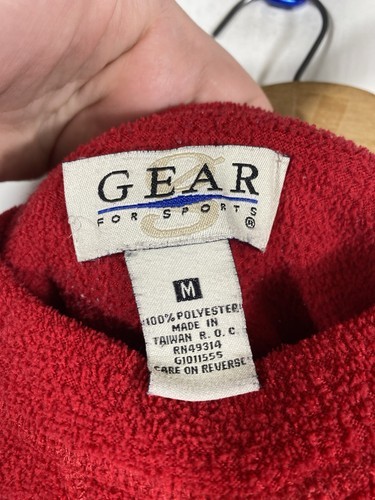 GEAR
FOR SPORTS®
M
100% POLYESTER
MADE IN
TAIWAN R. O. C
RN49314
G1011555
CARE ON REVERSE